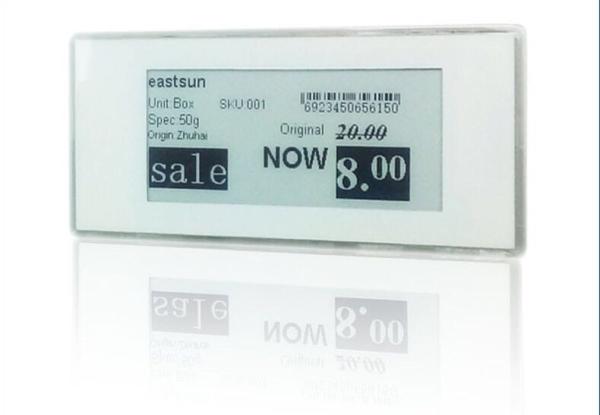 eastsun
Unit:Box SKU:001
6923450656150
Spec:50g
Origin:Zhuhai
Original 20.00
sale NOW 8.00